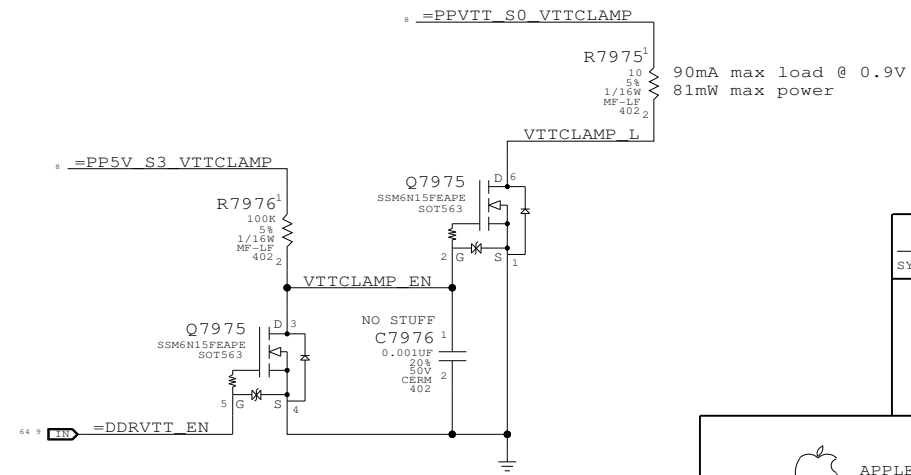 8 =PPVTT_S0_VTTCLAMP
R7975 1
10
5%
1/16W
MF-LF
402 2
90mA max load @ 0.9V
81mW max power
VTTCLAMP_L
8 =PP5V_S3_VTTCLAMP
R7976 1
100K
5%
1/16W
MF-LF
402 2
Q7975
SSM6N15FEAPE
SOT563
D 6
2 G S 1
VTTCLAMP_EN
Q7975
SSM6N15FEAPE
SOT563
D 3
5 G S 4
NO STUFF
C7976 1
0.001UF
20%
50V
CERM
402
2
64 9 IN =DDRVTT_EN
SY
APPLE